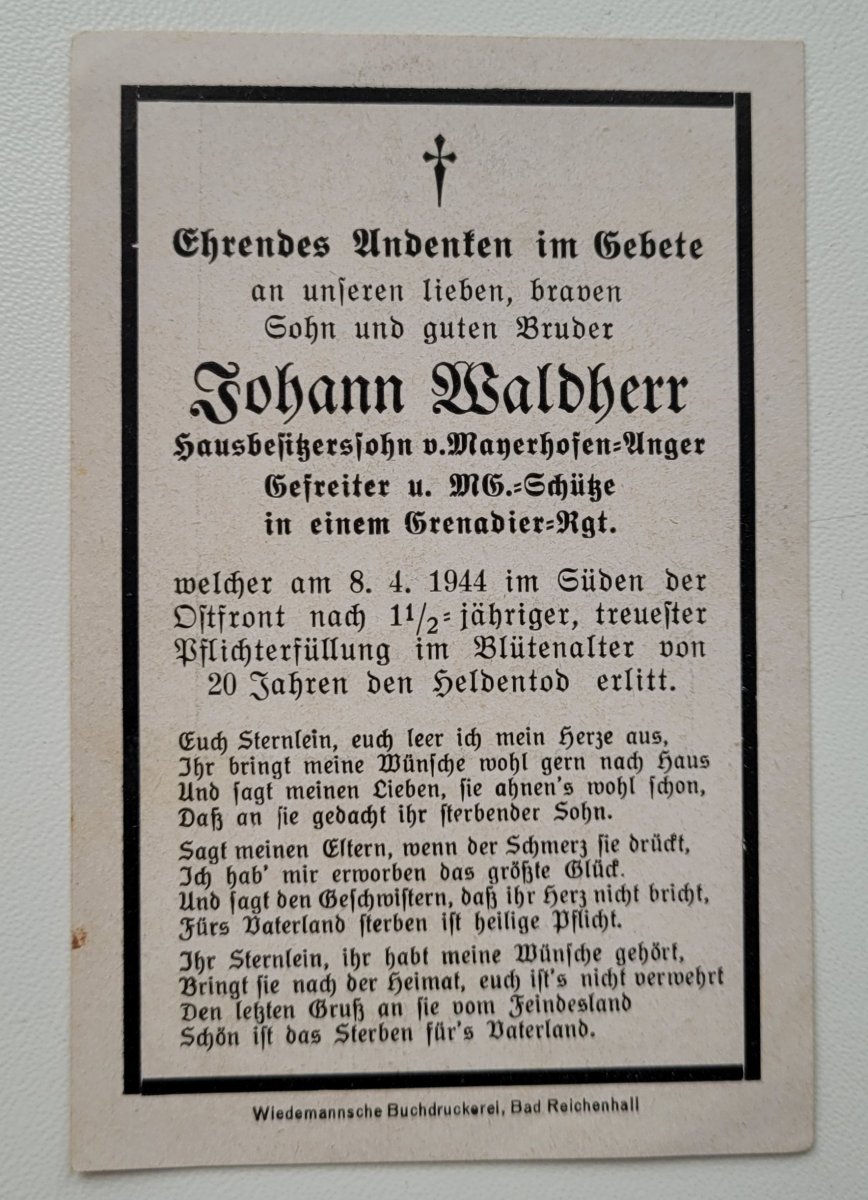 Ehrendes Andenken im Gebete
an unseren lieben, braven
Sohn und guten Bruder
Johann Waldherr
Hausbesitzerssohn v. Mayerhofen-Anger
Gefreiter u. MG.-Schütze
in einem Grenadier-Rgt.
welcher am 8. 4. 1944 im Süden der
Ostfront nach 1 1/2-jähriger, treuester
Pflichterfüllung im Blütenalter von
20 Jahren den Heldentod erlitt.
Euch Sternlein, euch leer ich mein Herze aus,
Ihr bringt meine Wünsche wohl gern nach Haus
Und sagt meinen Lieben, sie ahnen's wohl schon,
Daß an sie gedacht ihr sterbender Sohn.
Sagt meinen Eltern, wenn der Schmerz sie drückt,
Ich hab' mir erworben das größte Glück.
Und sagt den Geschwistern, daß ihr Herz nicht bricht,
Fürs Vaterland sterben ist heilige Pflicht.
Ihr Sternlein, ihr habt meine Wünsche gehört,
Bringt sie nach der Heimat, euch ist's nicht verwehrt
Den letzten Gruß an sie vom Feindesland
Schön ist das Sterben für's Vaterland.
Wiedemannsche Buchdruckerei, Bad Reichenhall